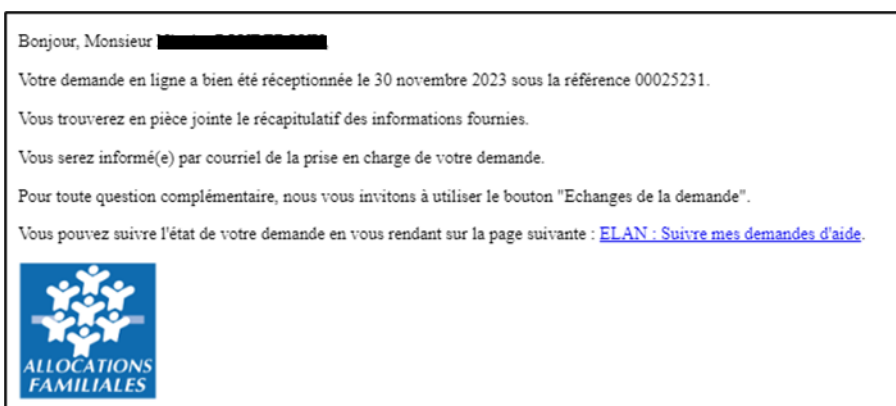 Bonjour, Monsieur
Votre demande en ligne a bien été réceptionnée le 30 novembre 2023 sous la référence 00025231.
Vous trouverez en pièce jointe le récapitulatif des informations fournies.
Vous serez informé(e) par courriel de la prise en charge de votre demande.
Pour toute question complémentaire, nous vous invitons à utiliser le bouton "Echanges de la demande".
Vous pouvez suivre l'état de votre demande en vous rendant sur la page suivante : ELAN : Suivre mes demandes d'aide.
ALLOCATIONS
FAMILIALES